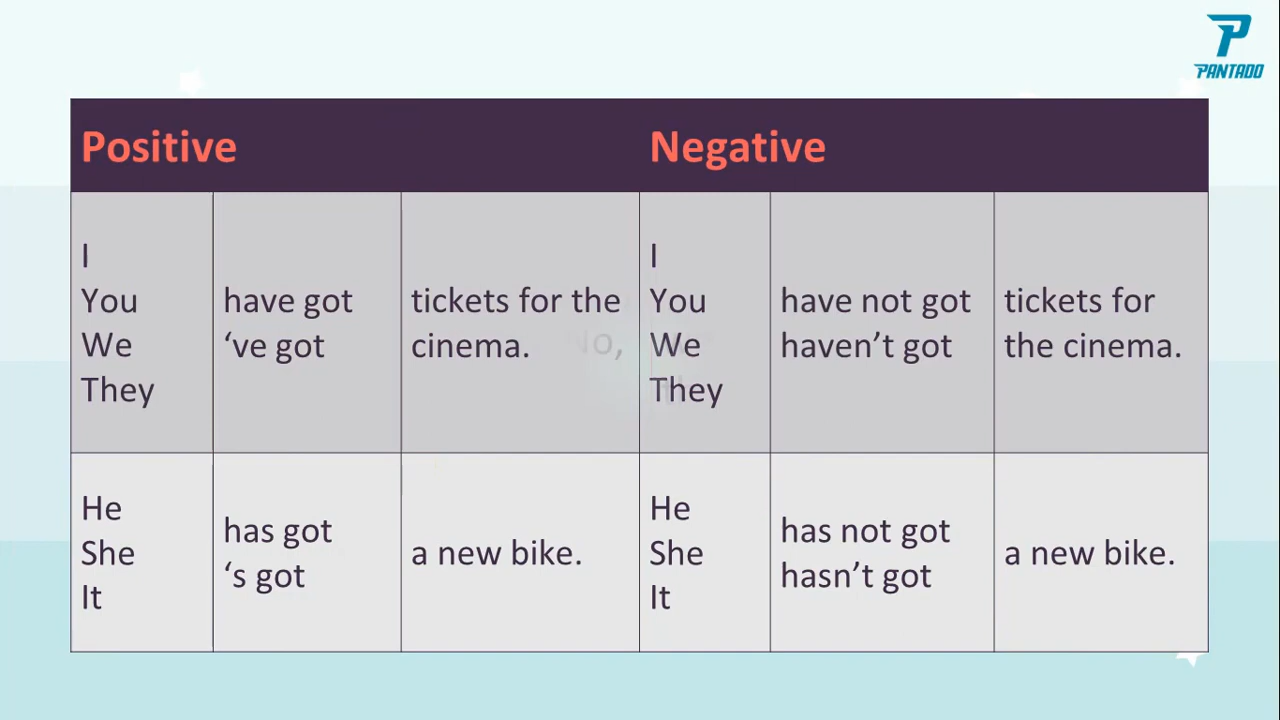 PANTADO
Positive
Negative
I
You
We
They
have got
‘ve got
tickets for the
cinema.
No,
I
You
We
They
have not got
haven’t got
tickets for
the cinema.
He
She
It
has got
‘s got
a new bike.
He
She
It
has not got
hasn’t got
a new bike.